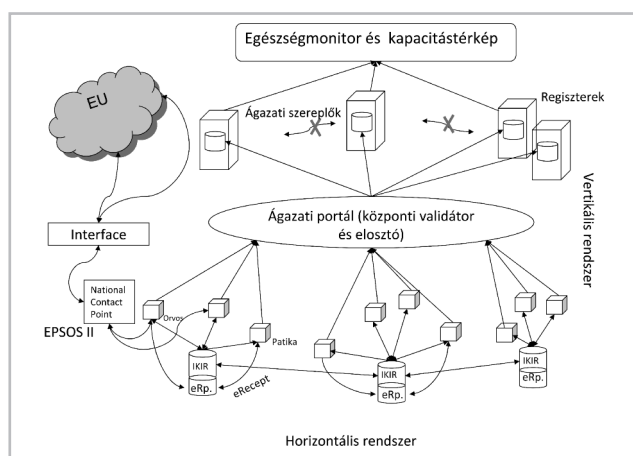 Egészségmonitor és kapacitástérkép
EU
Ágazati szereplők
Regiszterek
Vertikális rendszer
Ágazati portál (központi validátor
és elosztó)
Interface
National
Contact
Point
EPSOS II
Orvos
Patika
IKIR
eRp.
eRecept
IKIR
eRp.
IKIR
eRp.
Horizontális rendszer